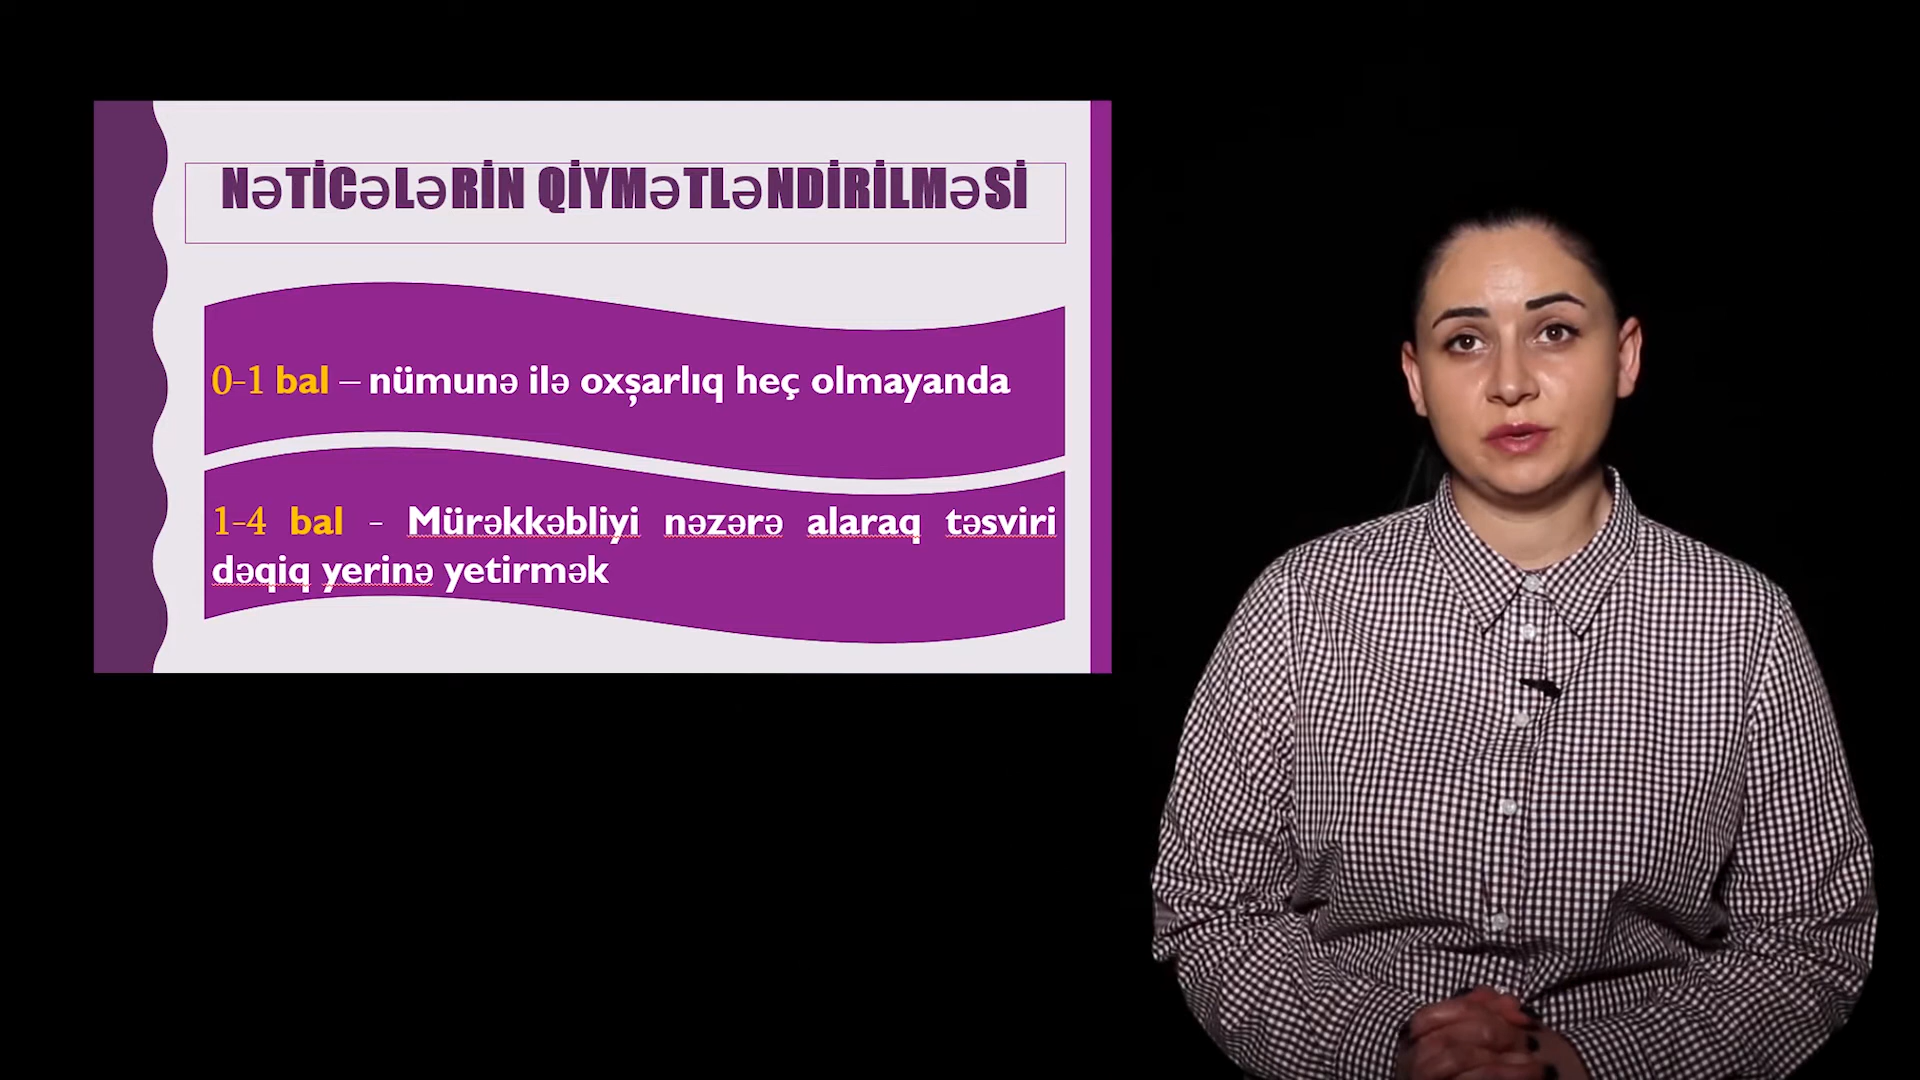 NƏTİCƏLƏRİN QİYMƏTLƏNDİRİLMƏSİ
0-1 bal – nümunə ilə oxşarlıq heç olmayanda
1-4 bal - Mürəkkəbliyi nəzərə alaraq təsviri
dəqiq yerinə yetirmək